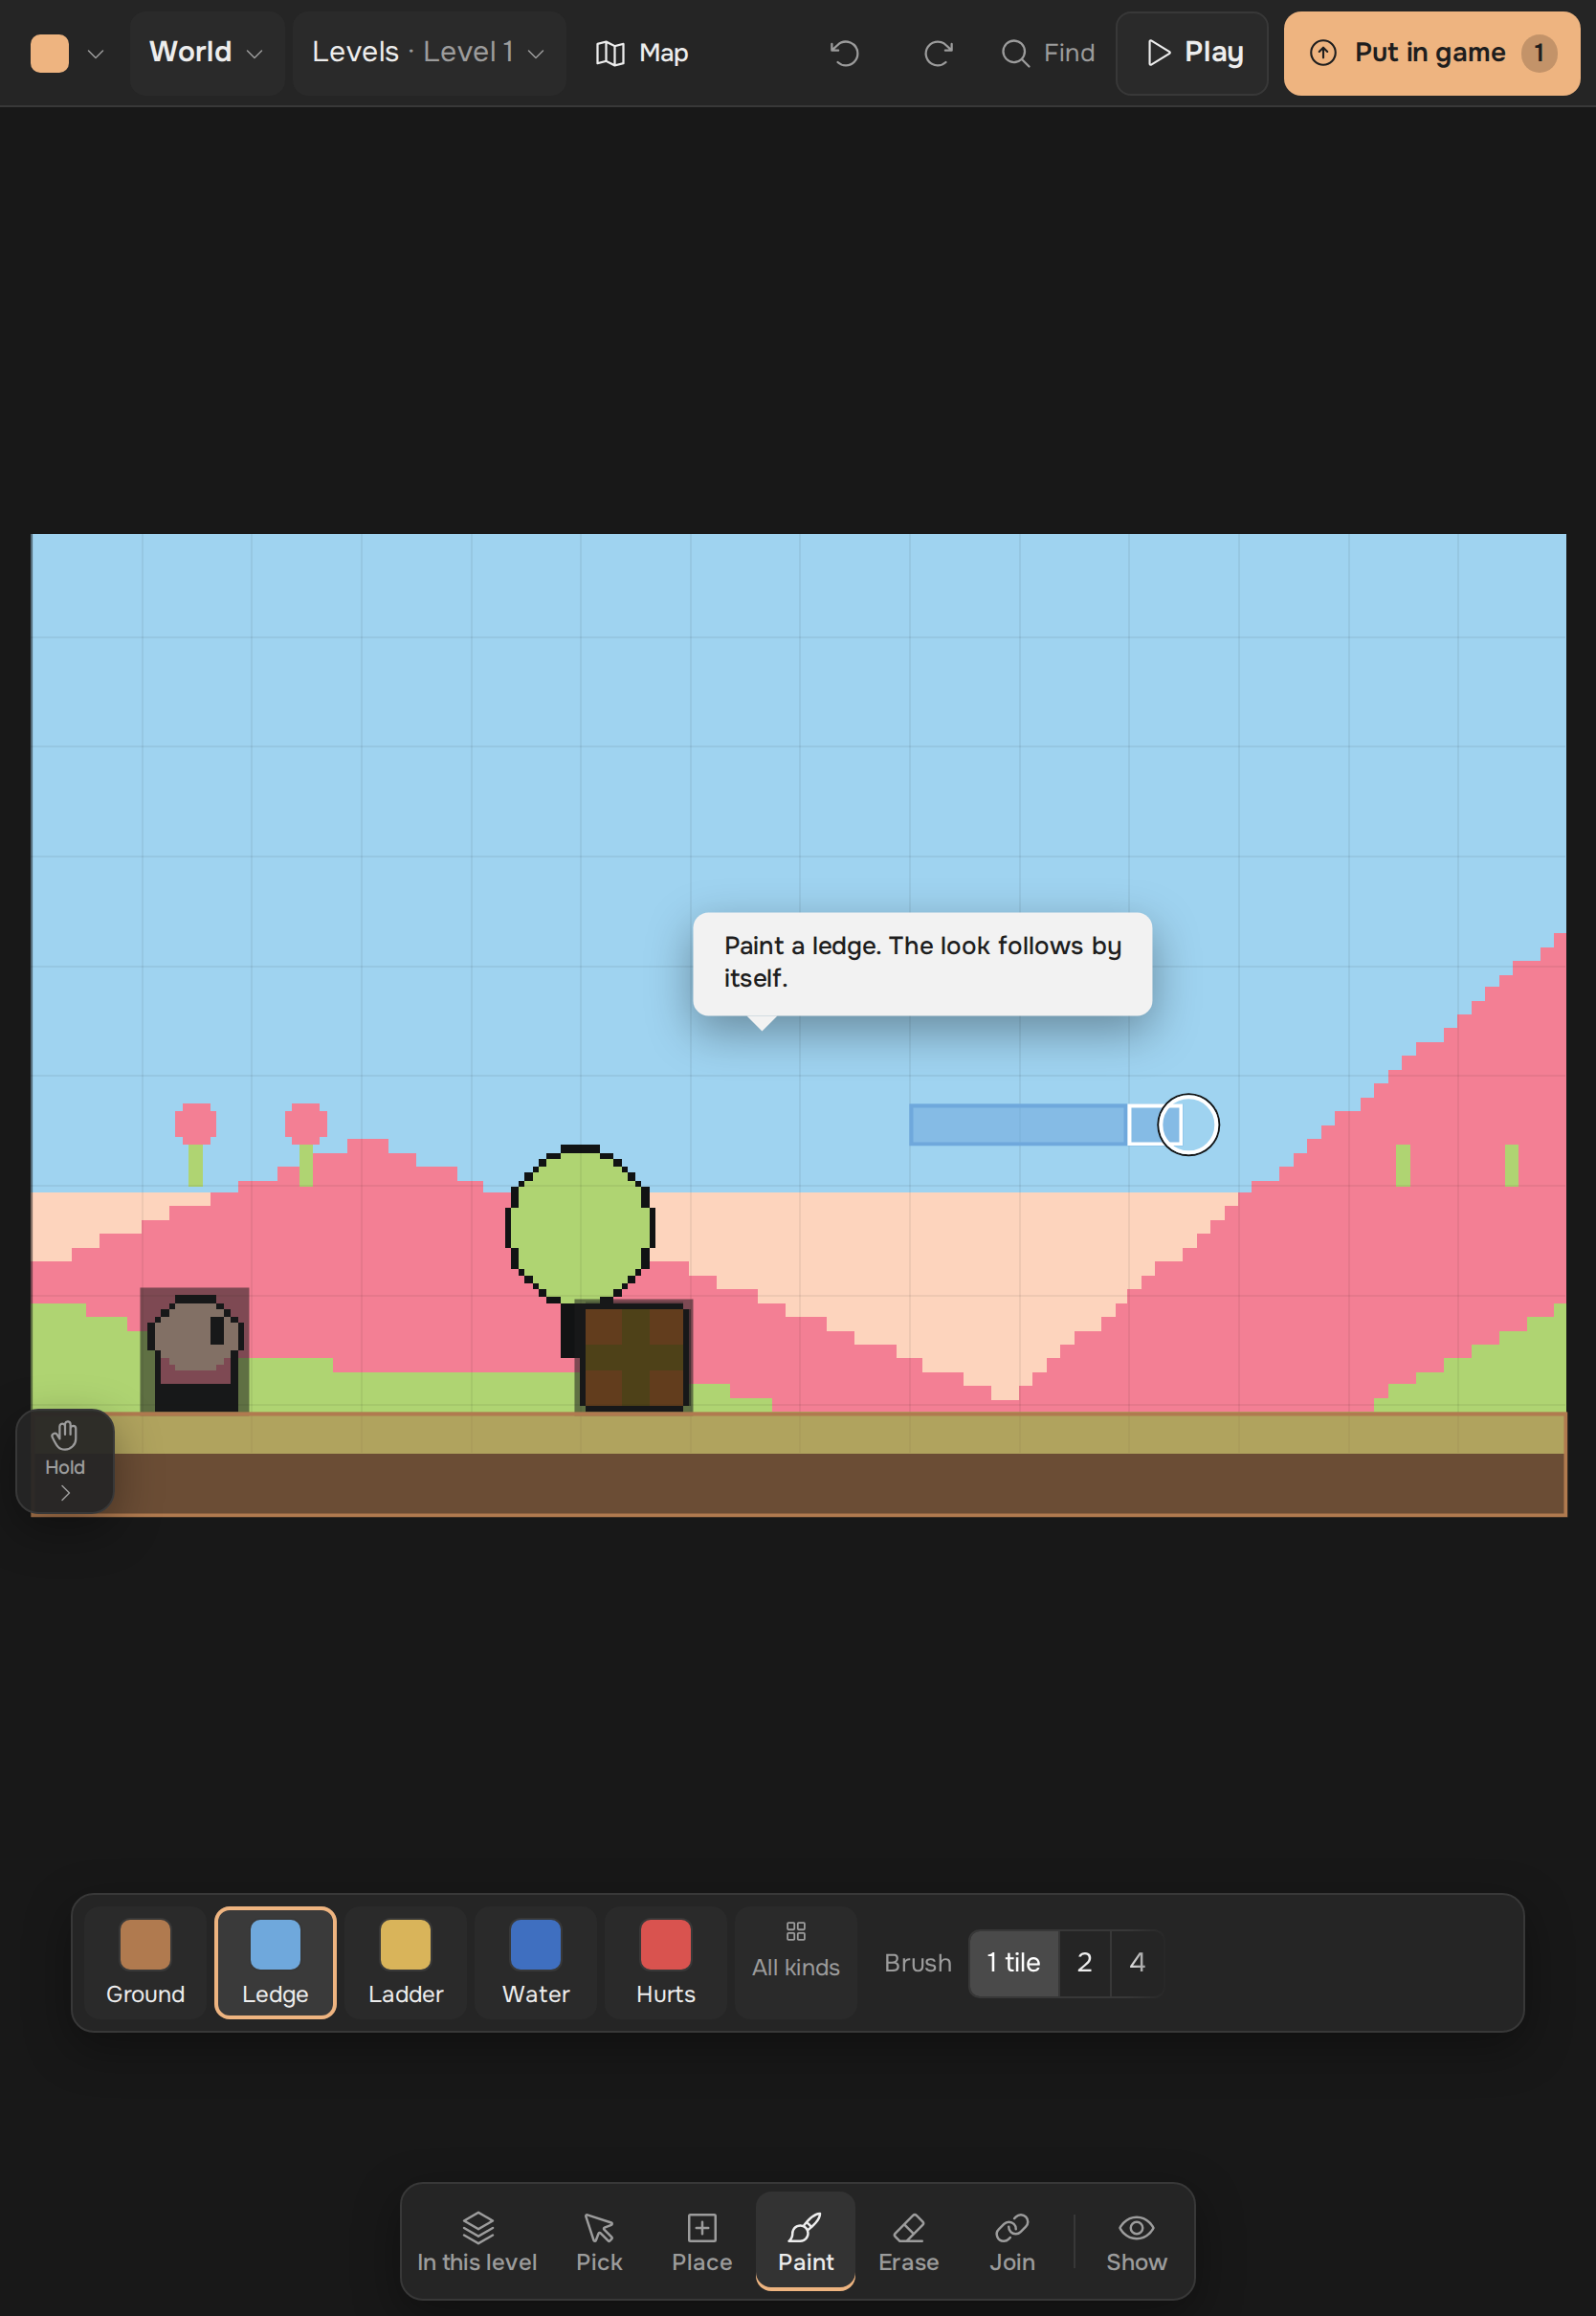 World
Levels · Level 1
Map
Find
Play
Put in game 1
Paint a ledge. The look follows by
itself.
Hold
Ground
Ledge
Ladder
Water
Hurts
All kinds
Brush
1 tile
2
4
In this level
Pick
Place
Paint
Erase
Join
Show